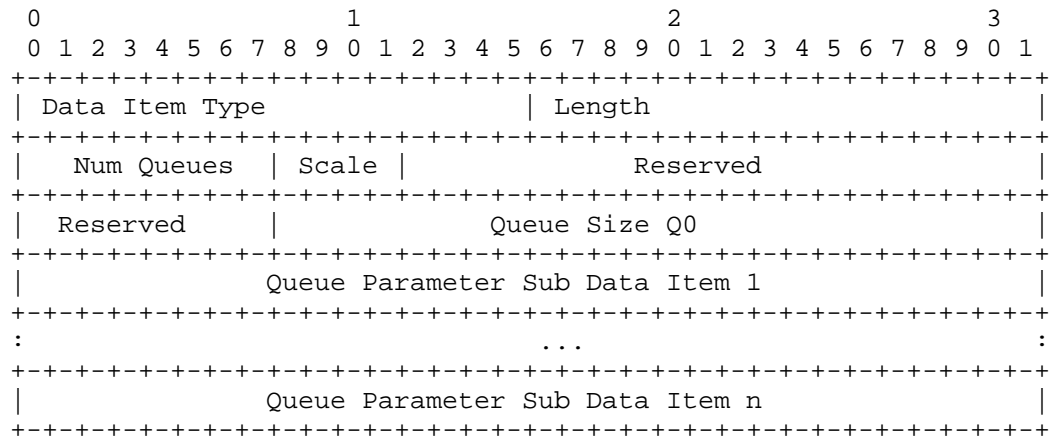 0                   1                   2                   3
 0 1 2 3 4 5 6 7 8 9 0 1 2 3 4 5 6 7 8 9 0 1 2 3 4 5 6 7 8 9 0 1
+-+-+-+-+-+-+-+-+-+-+-+-+-+-+-+-+-+-+-+-+-+-+-+-+-+-+-+-+-+-+-+-+
| Data Item Type                | Length                        |
+-+-+-+-+-+-+-+-+-+-+-+-+-+-+-+-+-+-+-+-+-+-+-+-+-+-+-+-+-+-+-+-+
|   Num Queues  | Scale |              Reserved                 |
+-+-+-+-+-+-+-+-+-+-+-+-+-+-+-+-+-+-+-+-+-+-+-+-+-+-+-+-+-+-+-+-+
|  Reserved     |             Queue Size Q0                     |
+-+-+-+-+-+-+-+-+-+-+-+-+-+-+-+-+-+-+-+-+-+-+-+-+-+-+-+-+-+-+-+-+
|               Queue Parameter Sub Data Item 1                 |
+-+-+-+-+-+-+-+-+-+-+-+-+-+-+-+-+-+-+-+-+-+-+-+-+-+-+-+-+-+-+-+-+
:                                ...                            :
+-+-+-+-+-+-+-+-+-+-+-+-+-+-+-+-+-+-+-+-+-+-+-+-+-+-+-+-+-+-+-+-+
|               Queue Parameter Sub Data Item n                 |
+-+-+-+-+-+-+-+-+-+-+-+-+-+-+-+-+-+-+-+-+-+-+-+-+-+-+-+-+-+-+-+-+